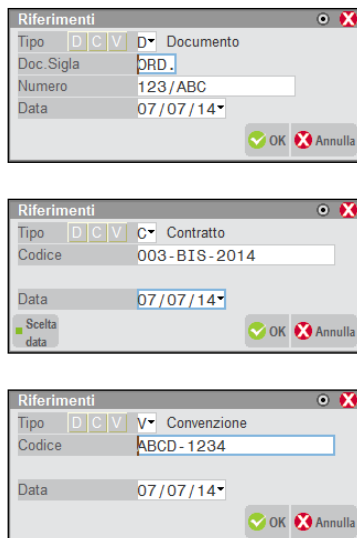 Riferimenti
Tipo D C V D Documento
Doc.Sigla ORD.
Numero 123/ABC
Data 07/07/14
OK Annulla
Riferimenti
Tipo D C V C Contratto
Codice 003-BIS-2014
Data 07/07/14
Scelta
data
OK Annulla
Riferimenti
Tipo D C V V Convenzione
Codice ABCD-1234
Data 07/07/14
OK Annulla